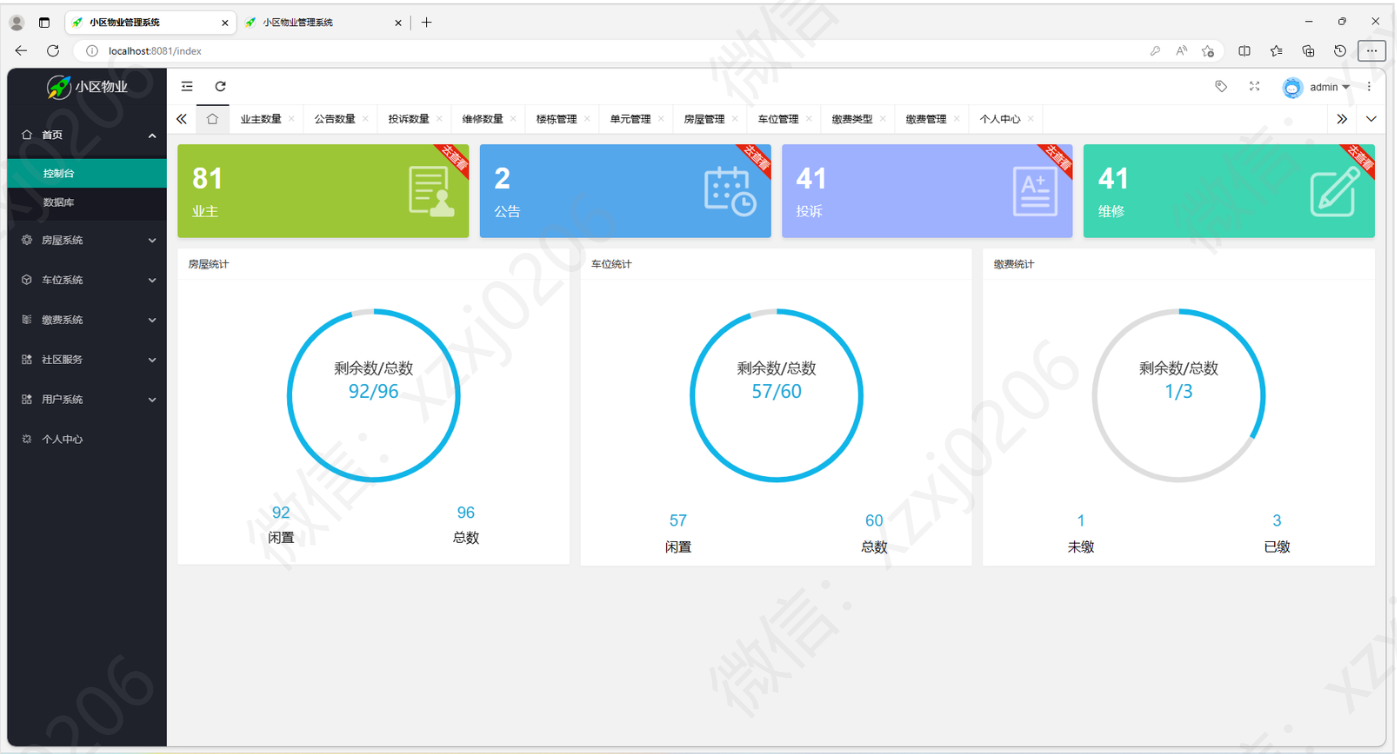 小区物业管理系统
小区物业管理系统
localhost:8081/index
小区物业
admin
首页
控制台
数据库
房屋系统
车位系统
缴费系统
社区服务
用户系统
个人中心
业主数量
公告数量
投诉数量
维修数量
楼栋管理
单元管理
房屋管理
车位管理
缴费类型
缴费管理
个人中心
81
业主
去查看
2
公告
去查看
41
投诉
去查看
A+
41
维修
去查看
房屋统计
剩余数/总数
92/96
92
闲置
96
总数
车位统计
剩余数/总数
57/60
57
闲置
60
总数
缴费统计
剩余数/总数
1/3
1
未缴
3
已缴
微信：xzxj0206
微信：xzxj0206